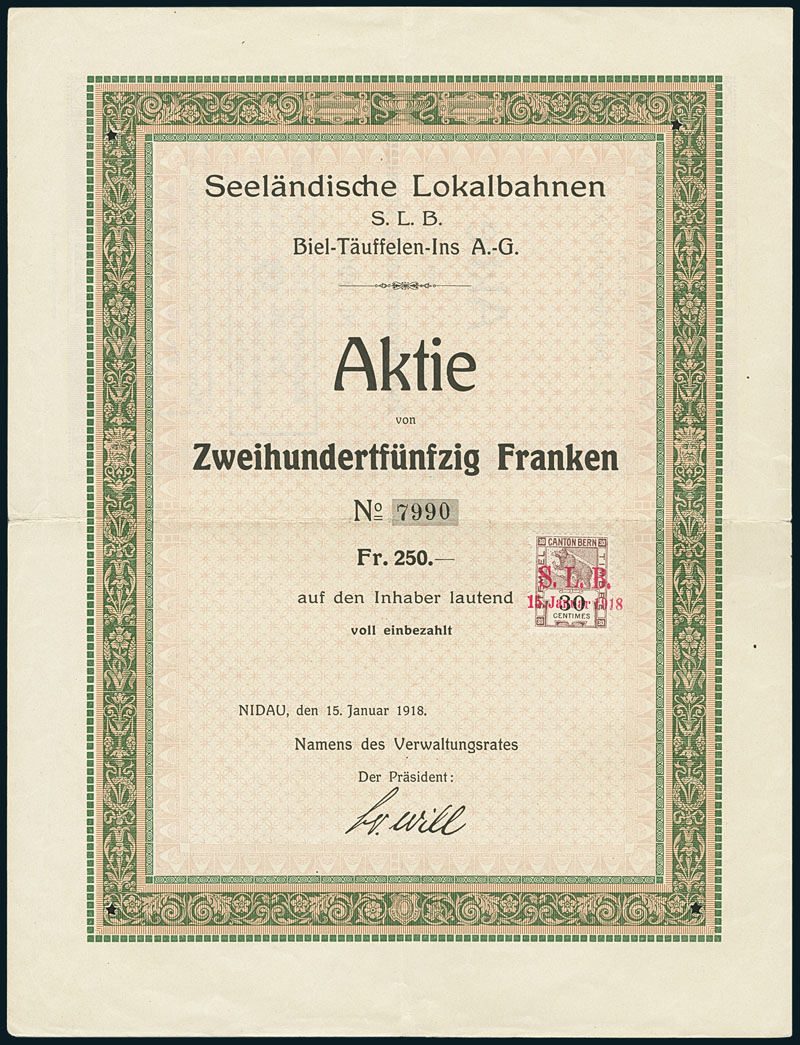 Seeländische Lokalbahnen
S. L. B.
Biel-Täuffelen-Ins A.-G.
Aktie
von
Zweihundertfünfzig Franken
No 7990
Fr. 250.—
auf den Inhaber lautend
voll einbezahlt
CANTON BERN
S. L. B.
15. Januar 1918
30
CENTIMES
NIDAU, den 15. Januar 1918.
Namens des Verwaltungsrates
Der Präsident:
Will